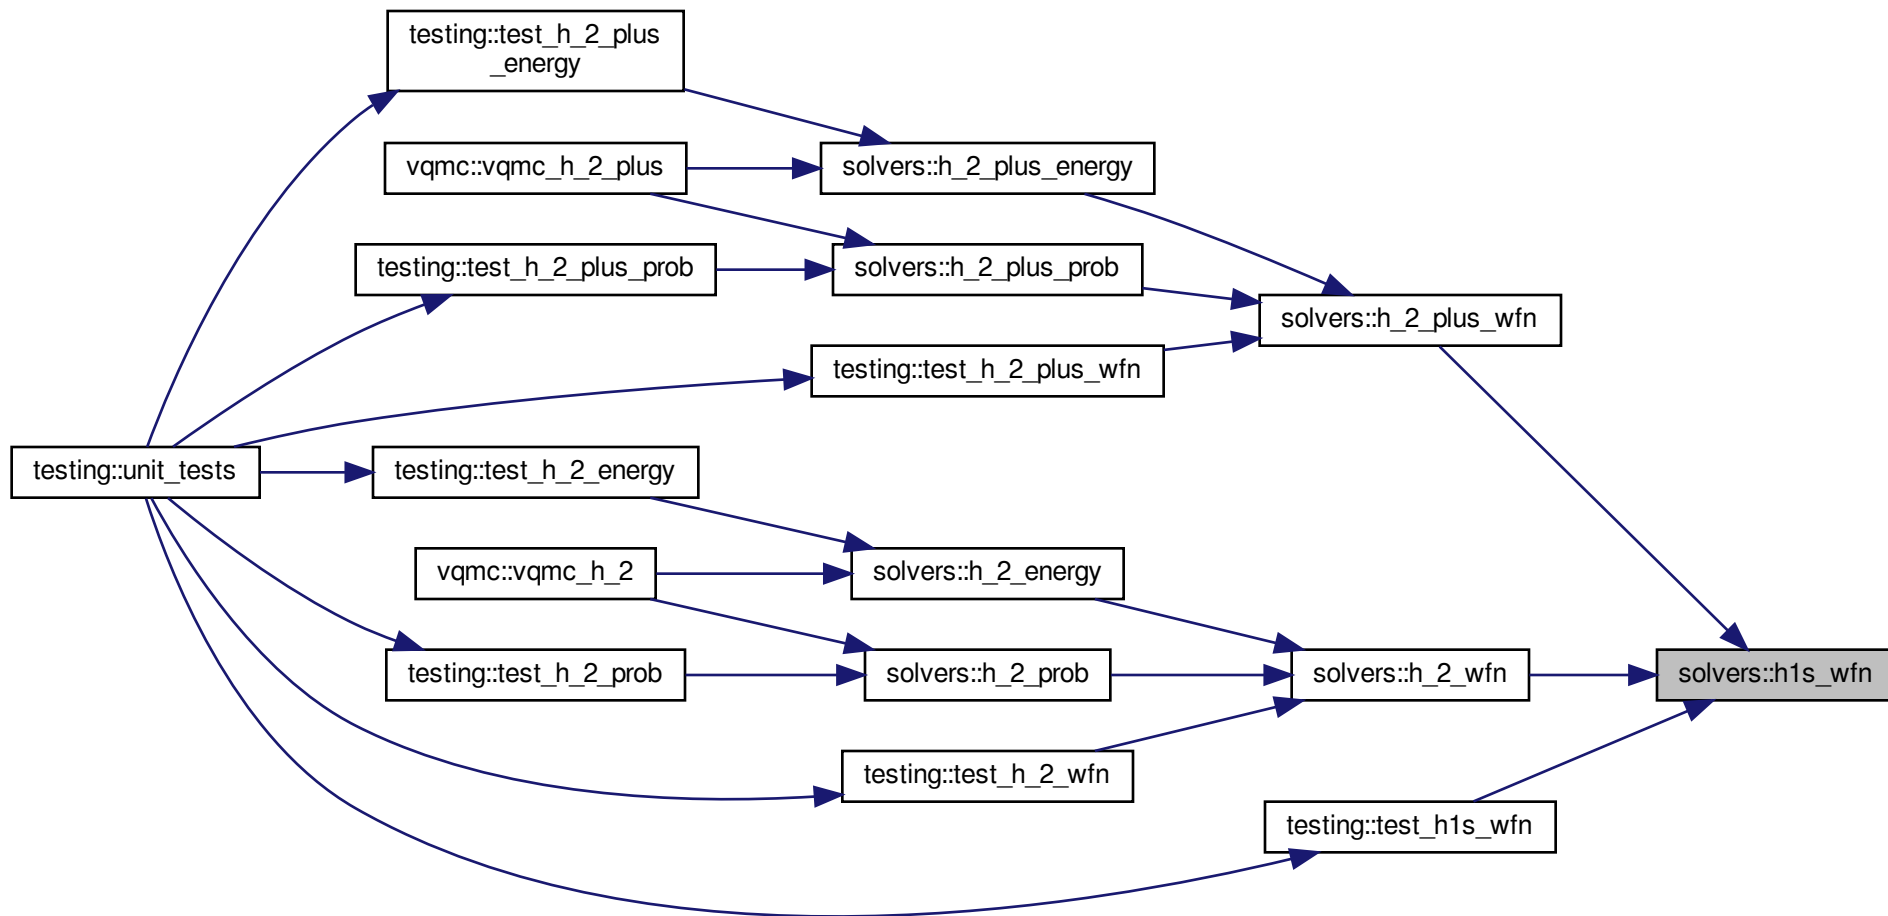 testing::test_h_2_plus
_energy
vqmc::vqmc_h_2_plus
solvers::h_2_plus_energy
testing::test_h_2_plus_prob
solvers::h_2_plus_prob
solvers::h_2_plus_wfn
testing::test_h_2_plus_wfn
testing::unit_tests
testing::test_h_2_energy
vqmc::vqmc_h_2
solvers::h_2_energy
testing::test_h_2_prob
solvers::h_2_prob
solvers::h_2_wfn
solvers::h1s_wfn
testing::test_h_2_wfn
testing::test_h1s_wfn